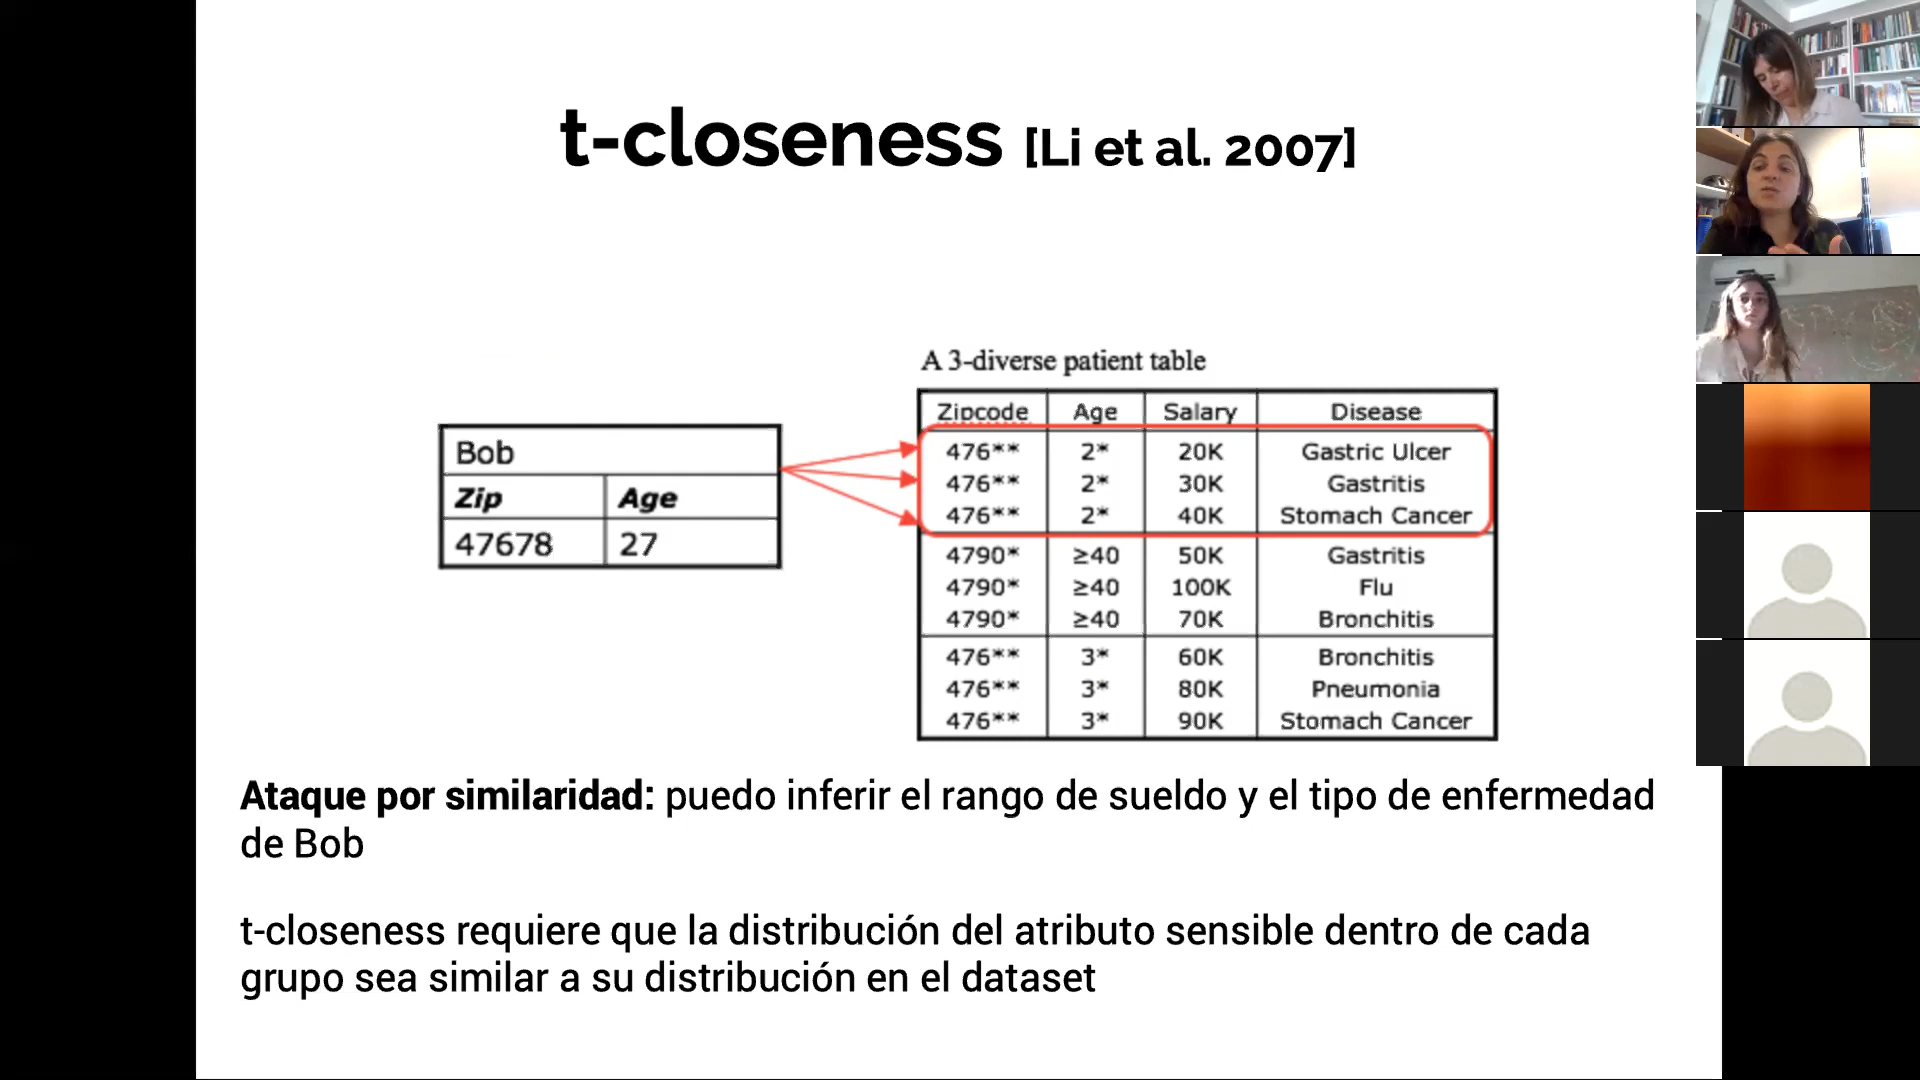 t-closeness [Li et al. 2007]
Bob
Zip Age
47678 27
A 3-diverse patient table
Zipcode Age Salary Disease
476** 2* 20K Gastric Ulcer
476** 2* 30K Gastritis
476** 2* 40K Stomach Cancer
4790* ≥40 50K Gastritis
4790* ≥40 100K Flu
4790* ≥40 70K Bronchitis
476** 3* 60K Bronchitis
476** 3* 80K Pneumonia
476** 3* 90K Stomach Cancer
Ataque por similaridad: puedo inferir el rango de sueldo y el tipo de enfermedad
de Bob
t-closeness requiere que la distribución del atributo sensible dentro de cada
grupo sea similar a su distribución en el dataset